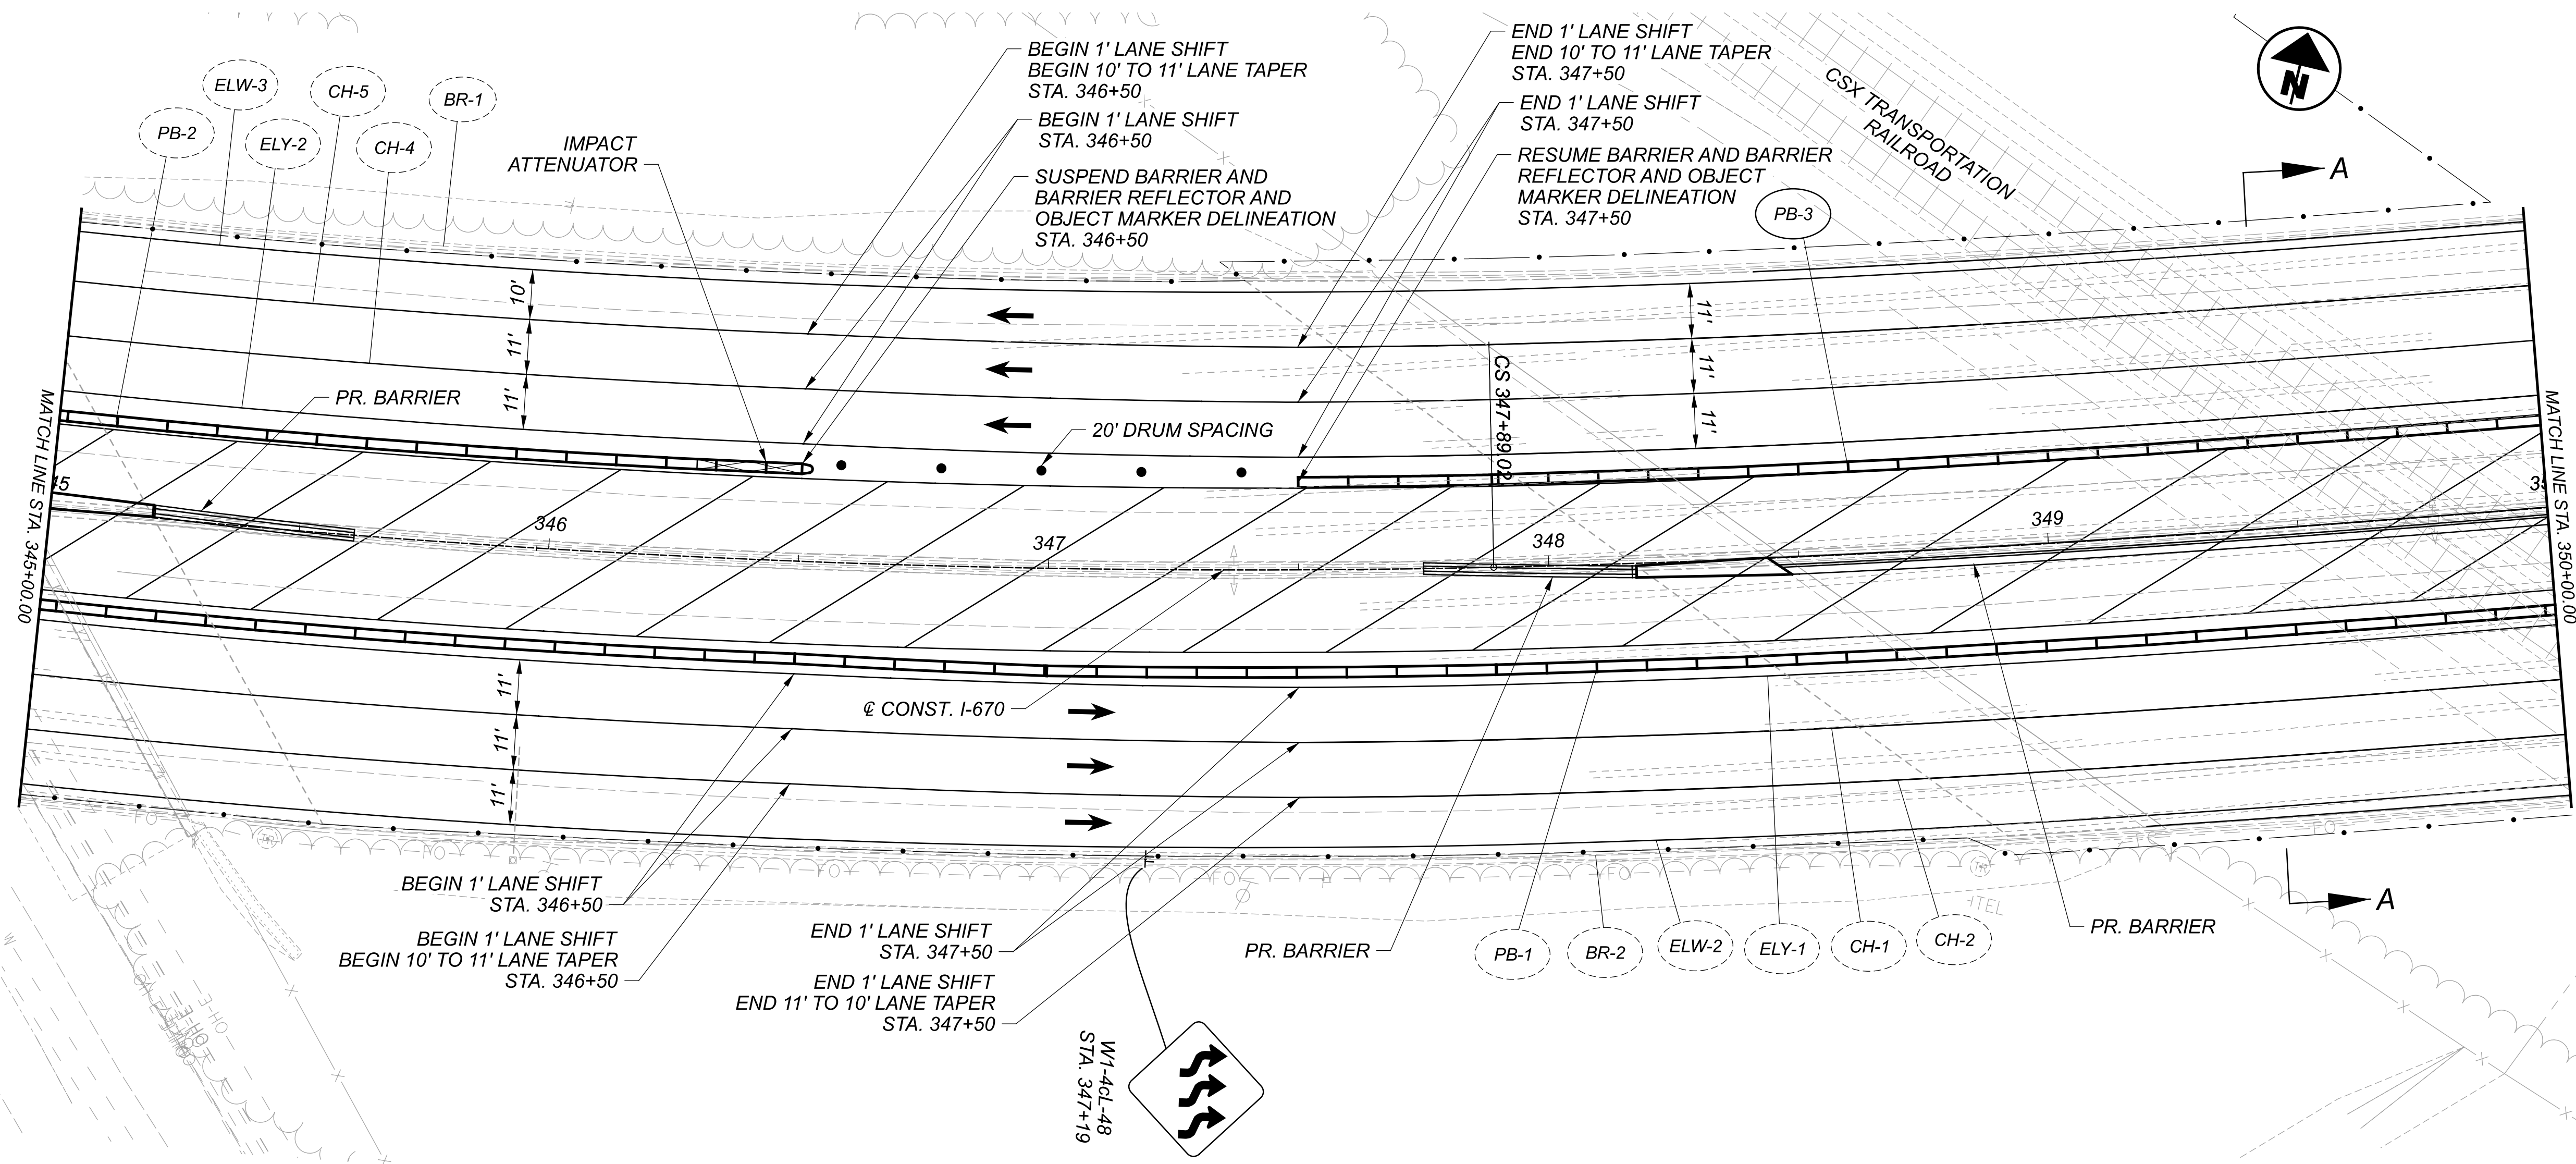 ELW-3
CH-5
BR-1
PB-2
ELY-2
CH-4
IMPACT
ATTENUATOR
BEGIN 1' LANE SHIFT
BEGIN 10' TO 11' LANE TAPER
STA. 346+50
BEGIN 1' LANE SHIFT
STA. 346+50
SUSPEND BARRIER AND
BARRIER REFLECTOR AND
OBJECT MARKER DELINEATION
STA. 346+50
END 1' LANE SHIFT
END 10' TO 11' LANE TAPER
STA. 347+50
END 1' LANE SHIFT
STA. 347+50
RESUME BARRIER AND BARRIER
REFLECTOR AND OBJECT
MARKER DELINEATION
STA. 347+50
PB-3
CSX TRANSPORTATION
RAILROAD
N
A
10'
11'
11'
11'
11'
11'
PR. BARRIER
20' DRUM SPACING
CS 347+89.02
MATCH LINE STA. 345+00.00
MATCH LINE STA. 350+00.00
45
346
347
348
349
35
11'
11'
11'
℄ CONST. I-670
BEGIN 1' LANE SHIFT
STA. 346+50
BEGIN 1' LANE SHIFT
BEGIN 10' TO 11' LANE TAPER
STA. 346+50
END 1' LANE SHIFT
STA. 347+50
END 1' LANE SHIFT
END 11' TO 10' LANE TAPER
STA. 347+50
W1-4cL-48
STA. 347+19
PR. BARRIER
PB-1
BR-2
ELW-2
ELY-1
CH-1
CH-2
PR. BARRIER
A
FO
FO
FO
FO
FO
FO